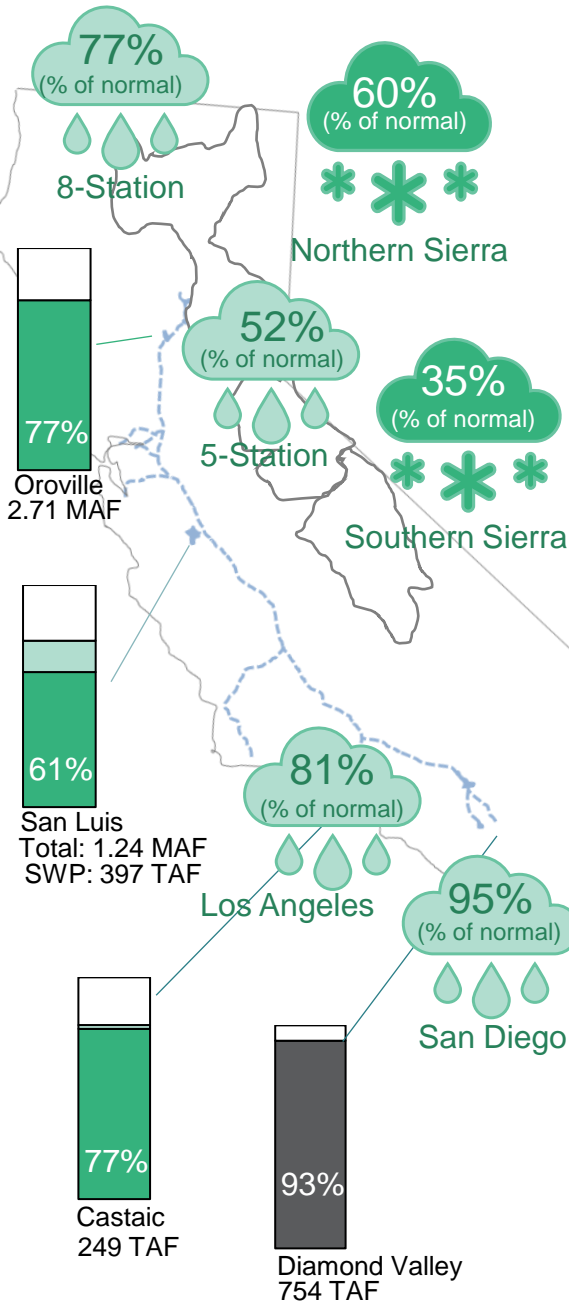 77%
(% of normal)
8-Station
60%
(% of normal)
Northern Sierra
52%
(% of normal)
5-Station
35%
(% of normal)
Southern Sierra
77%
Oroville
2.71 MAF
61%
San Luis
Total: 1.24 MAF
SWP: 397 TAF
81%
(% of normal)
Los Angeles
95%
(% of normal)
San Diego
77%
Castaic
249 TAF
93%
Diamond Valley
754 TAF